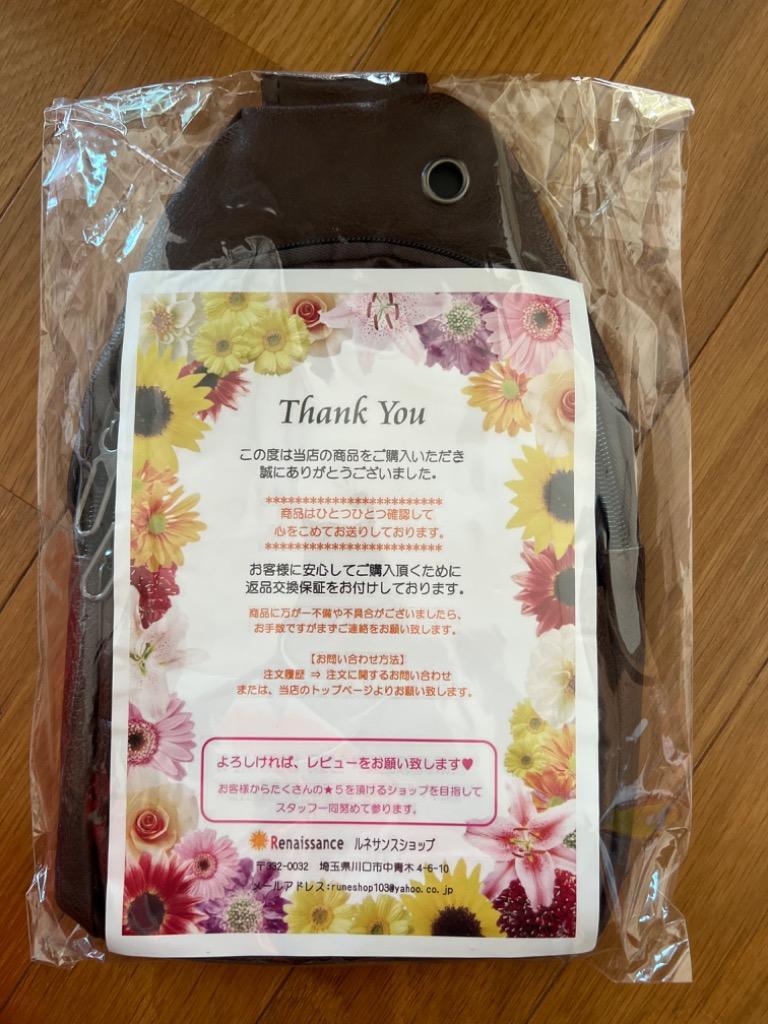 Thank You
この度は当店の商品をご購入いただき
誠にありがとうございました。
************************
商品はひとつひとつ確認して
心をこめてお送りしております。
************************
お客様に安心してご購入頂くために
返品交換保証をお付けしております。
商品に万が一不備や不具合がございましたら、
お手数ですがまずご連絡をお願い致します。
【お問い合わせ方法】
注文履歴 ⇒ 注文に関するお問い合わせ
または、当店のトップページよりお願い致します。
よろしければ、レビューをお願い致します♥
お客様からたくさんの★5を頂けるショップを目指して
スタッフ一同努めて参ります。
Renaissance ルネサンスショップ
〒332-0032 埼玉県川口市中青木4-6-10
メールアドレス:runeshop103@yahoo.co.jp